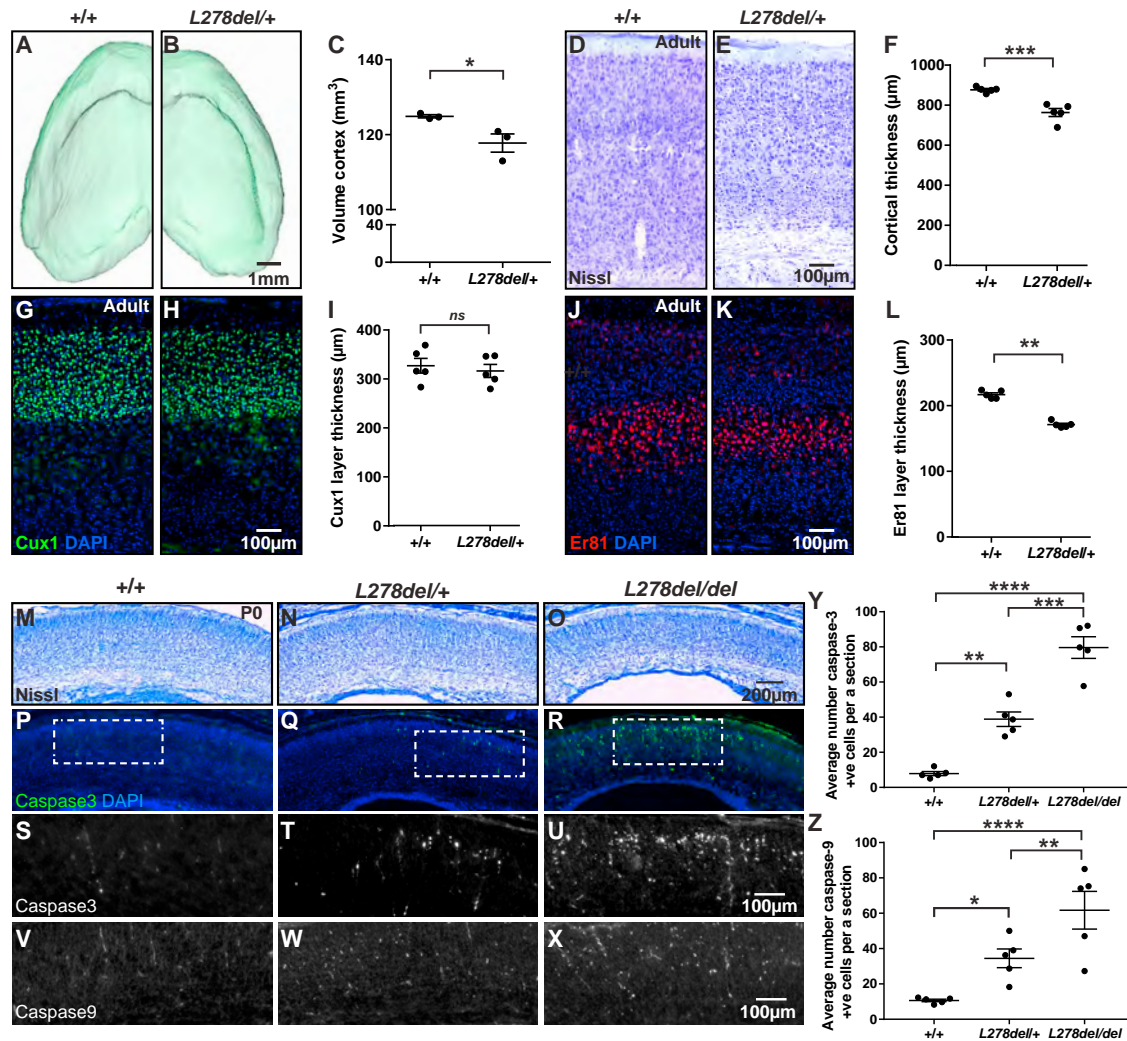 +/+
L278del/+
A
B
1mm
C
Volume cortex (mm³)
140
120
100
40
0
*
+/+
L278del/+
+/+
L278del/+
D
Adult
Nissl
E
100µm
F
Cortical thickness (µm)
1000
800
600
400
200
0
***
+/+
L278del/+
G
Adult
Cux1 DAPI
H
100µm
I
Cux1 layer thickness (µm)
400
300
200
100
0
ns
+/+
L278del/+
J
+/+
Er81 DAPI
K
100µm
L
Er81 layer thickness (µm)
300
200
100
0
**
+/+
L278del/+
+/+
L278del/+
L278del/del
M
P0
Nissl
N
O
200µm
P
Caspase3 DAPI
Q
R
S
Caspase3
T
U
100µm
V
Caspase9
W
X
100µm
Y
Average number caspase-3
+ve cells per a section
100
80
60
40
20
0
****
***
**
+/+
L278del/+
L278del/del
Z
Average number caspase-9
+ve cells per a section
100
80
60
40
20
0
****
**
*
+/+
L278del/+
L278del/del